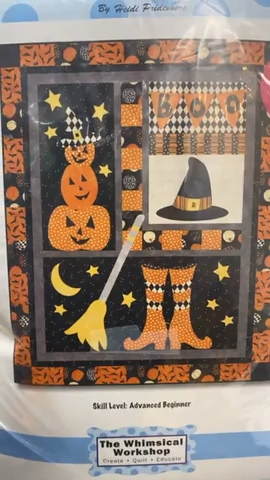 By Heidi Pridemore
BOO
Skill Level: Advanced Beginner
The Whimsical
Workshop
Create • Quilt • Educate